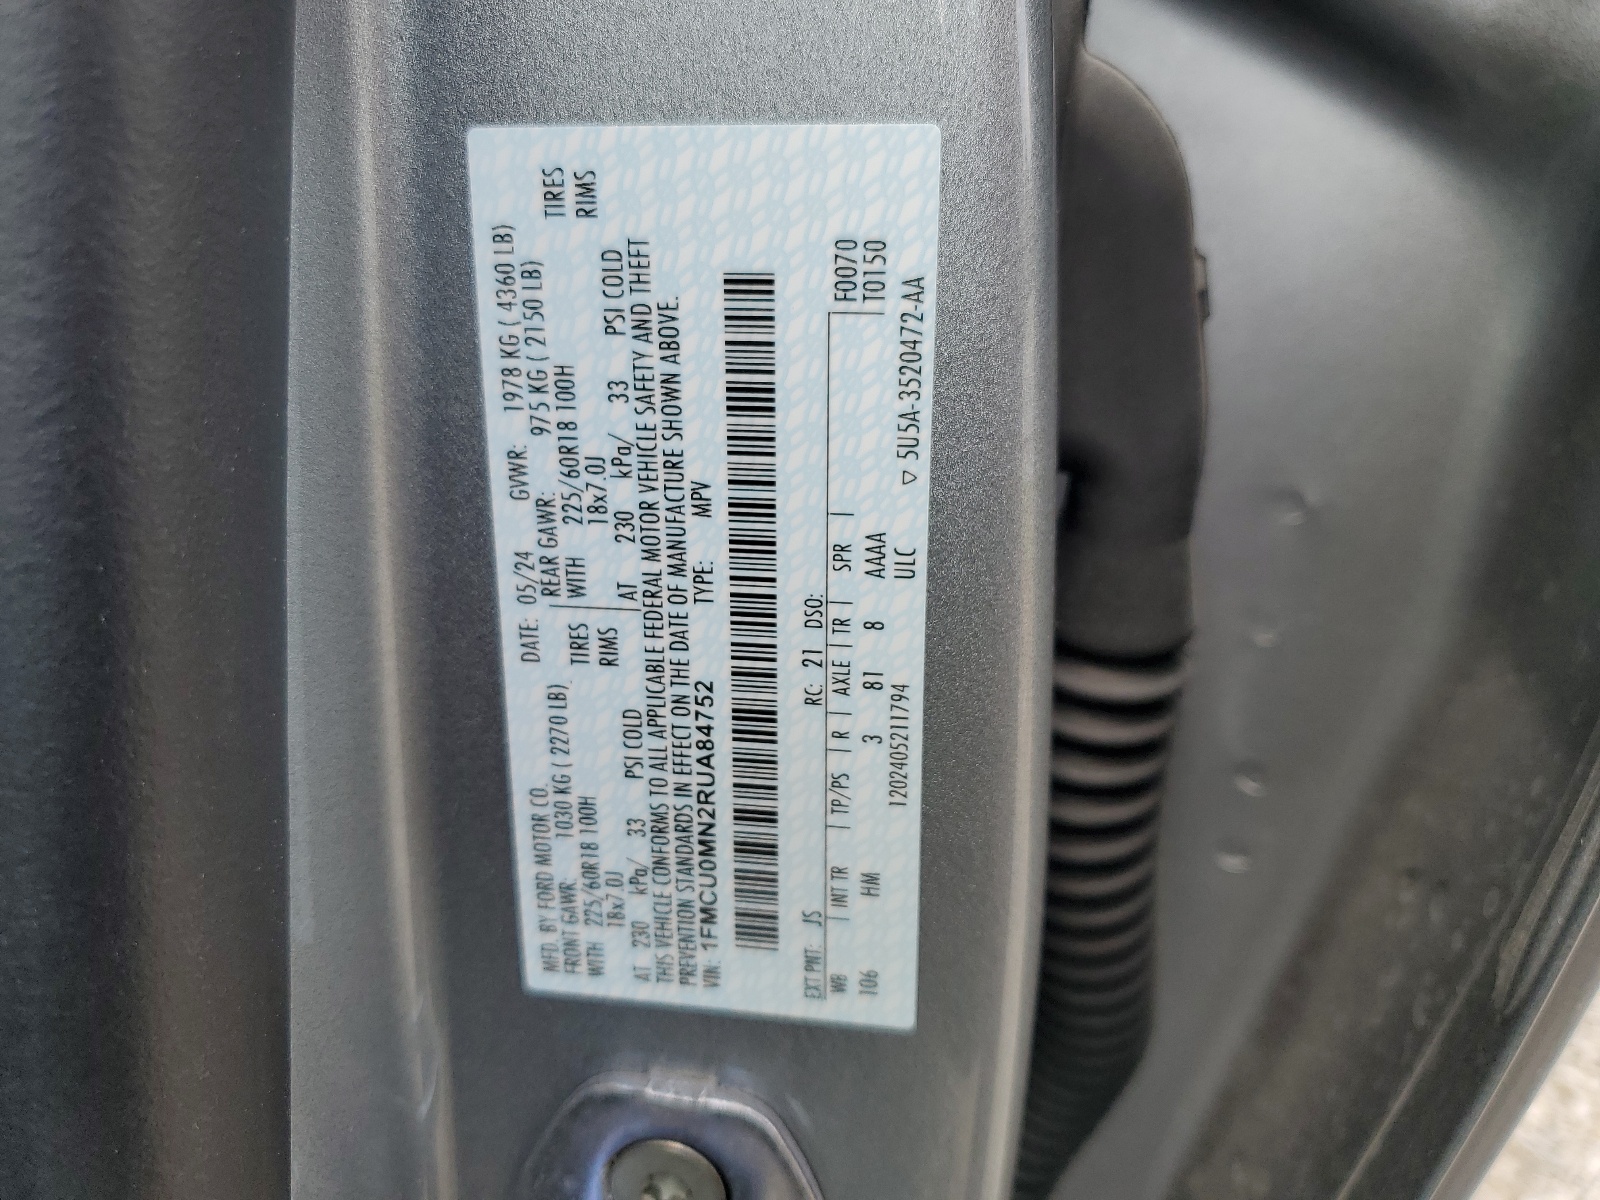 MFD. BY FORD MOTOR CO. DATE: 05/24 GVWR: 1978 KG ( 4360 LB)
FRONT GAWR: 1030 KG ( 2270 LB) REAR GAWR: 975 KG ( 2150 LB)
WITH 225/60R18 100H TIRES WITH 225/60R18 100H TIRES
18x7.0J RIMS 18x7.0J RIMS
AT 230 kPa/ 33 PSI COLD AT 230 kPa/ 33 PSI COLD
THIS VEHICLE CONFORMS TO ALL APPLICABLE FEDERAL MOTOR VEHICLE SAFETY AND THEFT
PREVENTION STANDARDS IN EFFECT ON THE DATE OF MANUFACTURE SHOWN ABOVE.
VIN: 1FMCU0MN2RUA84752 TYPE: MPV
EXT PNT: JS RC: 21 DSO:
WB INT TR TP/PS R AXLE TR SPR F0070
106 HM 3 81 8 AAAA T0150
1202405211794 ULC ▽ 5U5A-3520472-AA